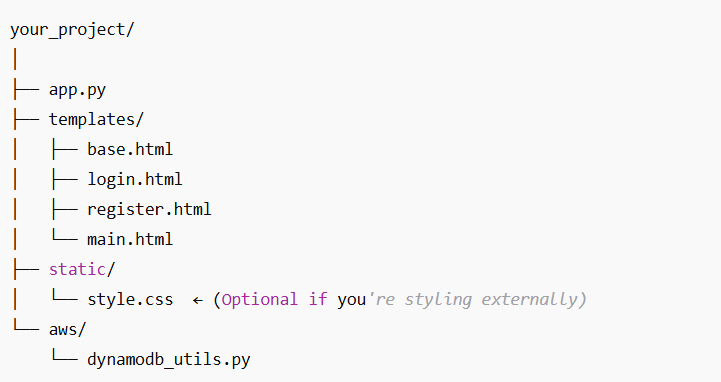 your_project/
│
├── app.py
├── templates/
│   ├── base.html
│   ├── login.html
│   ├── register.html
│   └── main.html
├── static/
│   └── style.css  ← (Optional if you're styling externally)
└── aws/
    └── dynamodb_utils.py